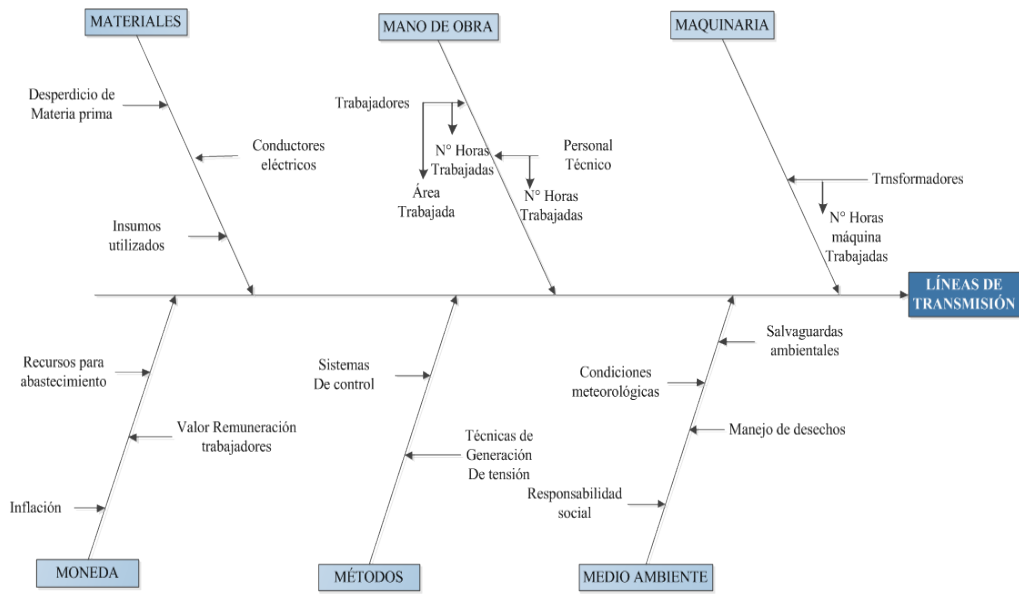 MATERIALES
MANO DE OBRA
MAQUINARIA
Desperdicio de
Materia prima
Conductores
eléctricos
Insumos
utilizados
Trabajadores
N° Horas
Trabajadas
Área
Trabajada
Personal
Técnico
N° Horas
Trabajadas
Trnsformadores
N° Horas
máquina
Trabajadas
LÍNEAS DE
TRANSMISIÓN
Recursos para
abastecimiento
Valor Remuneración
trabajadores
Inflación
Sistemas
De control
Técnicas de
Generación
De tensión
Salvaguardas
ambientales
Condiciones
meteorológicas
Manejo de desechos
Responsabilidad
social
MONEDA
MÉTODOS
MEDIO AMBIENTE